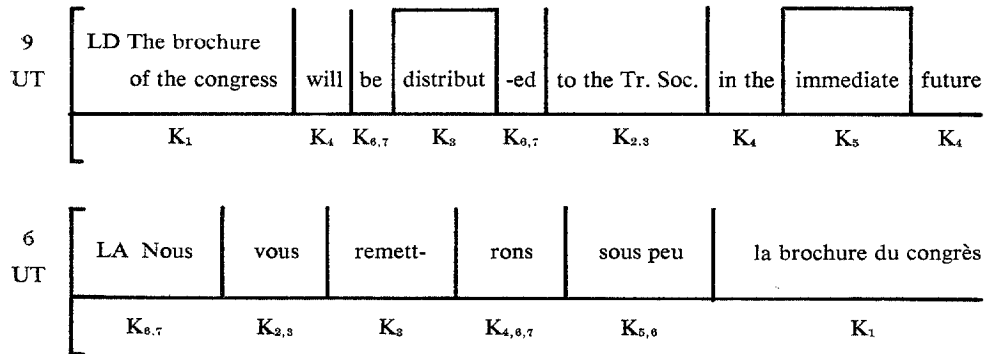 9 LD The brochure
UT of the congress will be distribut -ed to the Tr. Soc. in the immediate future
K₁ K₄ K₆,₇ K₃ K₆,₇ K₂,₃ K₄ K₅ K₄
6 LA Nous vous remett- rons sous peu la brochure du congrès
UT
K₆,₇ K₂,₃ K₃ K₄,₆,₇ K₅,₆ K₁